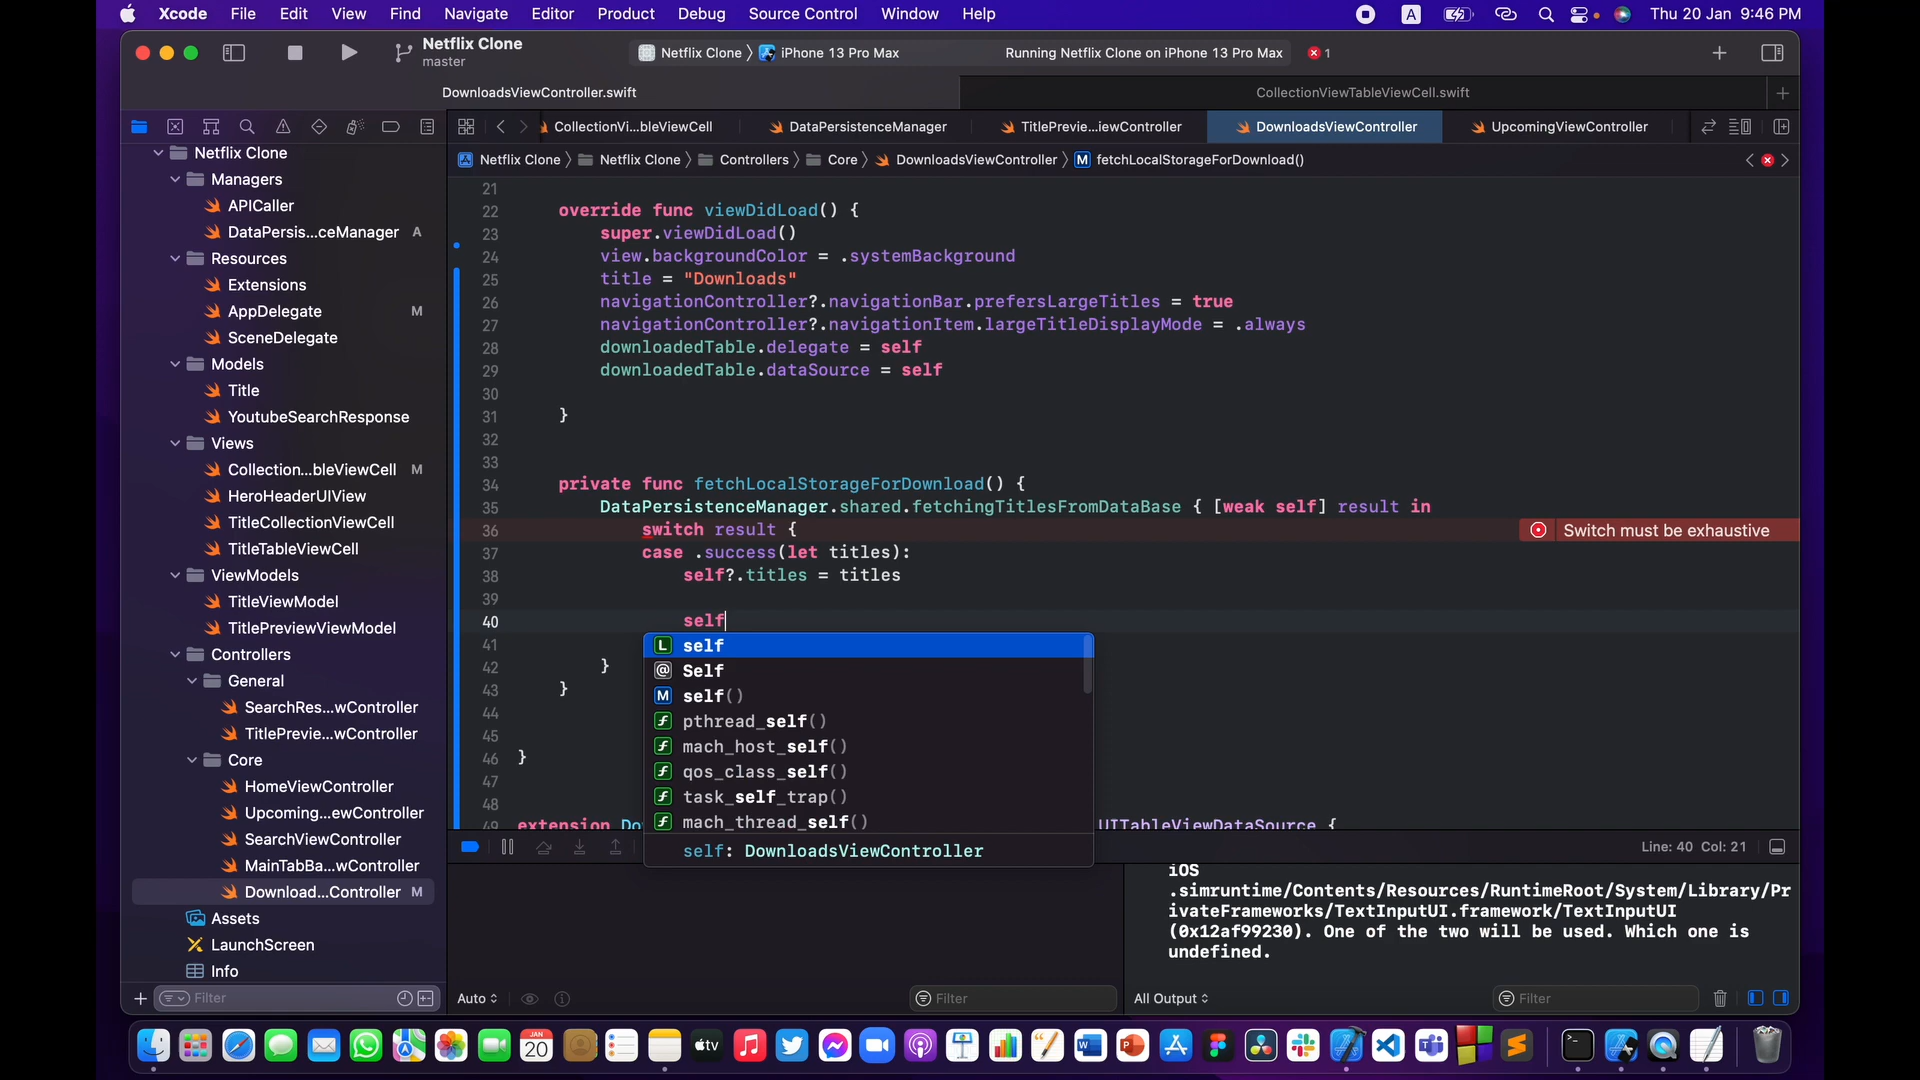 Xcode File Edit View Find Navigate Editor Product Debug Source Control Window Help A Thu 20 Jan 9:46 PM
Netflix Clone
master
Netflix Clone iPhone 13 Pro Max Running Netflix Clone on iPhone 13 Pro Max 1
DownloadsViewController.swift CollectionViewTableViewCell.swift
CollectionVi...bleViewCell DataPersistenceManager TitlePrevie...iewController DownloadsViewController UpcomingViewController
Netflix Clone Netflix Clone Controllers Core DownloadsViewController M fetchLocalStorageForDownload()
Netflix Clone
Managers
APICaller
DataPersis...ceManager A
Resources
Extensions
AppDelegate M
SceneDelegate
Models
Title
YoutubeSearchResponse
Views
Collection...bleViewCell M
HeroHeaderUIView
TitleCollectionViewCell
TitleTableViewCell
ViewModels
TitleViewModel
TitlePreviewViewModel
Controllers
General
SearchRes...wController
TitlePrevie...wController
Core
HomeViewController
Upcoming...ewController
SearchViewController
MainTabBa...wController
Download...Controller M
Assets
LaunchScreen
Info
Filter
21
22 override func viewDidLoad() {
23 super.viewDidLoad()
24 view.backgroundColor = .systemBackground
25 title = "Downloads"
26 navigationController?.navigationBar.prefersLargeTitles = true
27 navigationController?.navigationItem.largeTitleDisplayMode = .always
28 downloadedTable.delegate = self
29 downloadedTable.dataSource = self
30
31 }
32
33
34 private func fetchLocalStorageForDownload() {
35 DataPersistenceManager.shared.fetchingTitlesFromDataBase { [weak self] result in
36 switch result { Switch must be exhaustive
37 case .success(let titles):
38 self?.titles = titles
39
40 self
41
42 }
43 }
44
45
46 }
47
48
49 extension Do UITableViewDataSource {
L self
@ Self
M self()
f pthread_self()
f mach_host_self()
f qos_class_self()
f task_self_trap()
f mach_thread_self()
self: DownloadsViewController
Line: 40 Col: 21
iOS
.simruntime/Contents/Resources/RuntimeRoot/System/Library/Pr
ivateFrameworks/TextInputUI.framework/TextInputUI
(0x12af99230). One of the two will be used. Which one is
undefined.
Auto Filter All Output Filter
JAN
20
tv